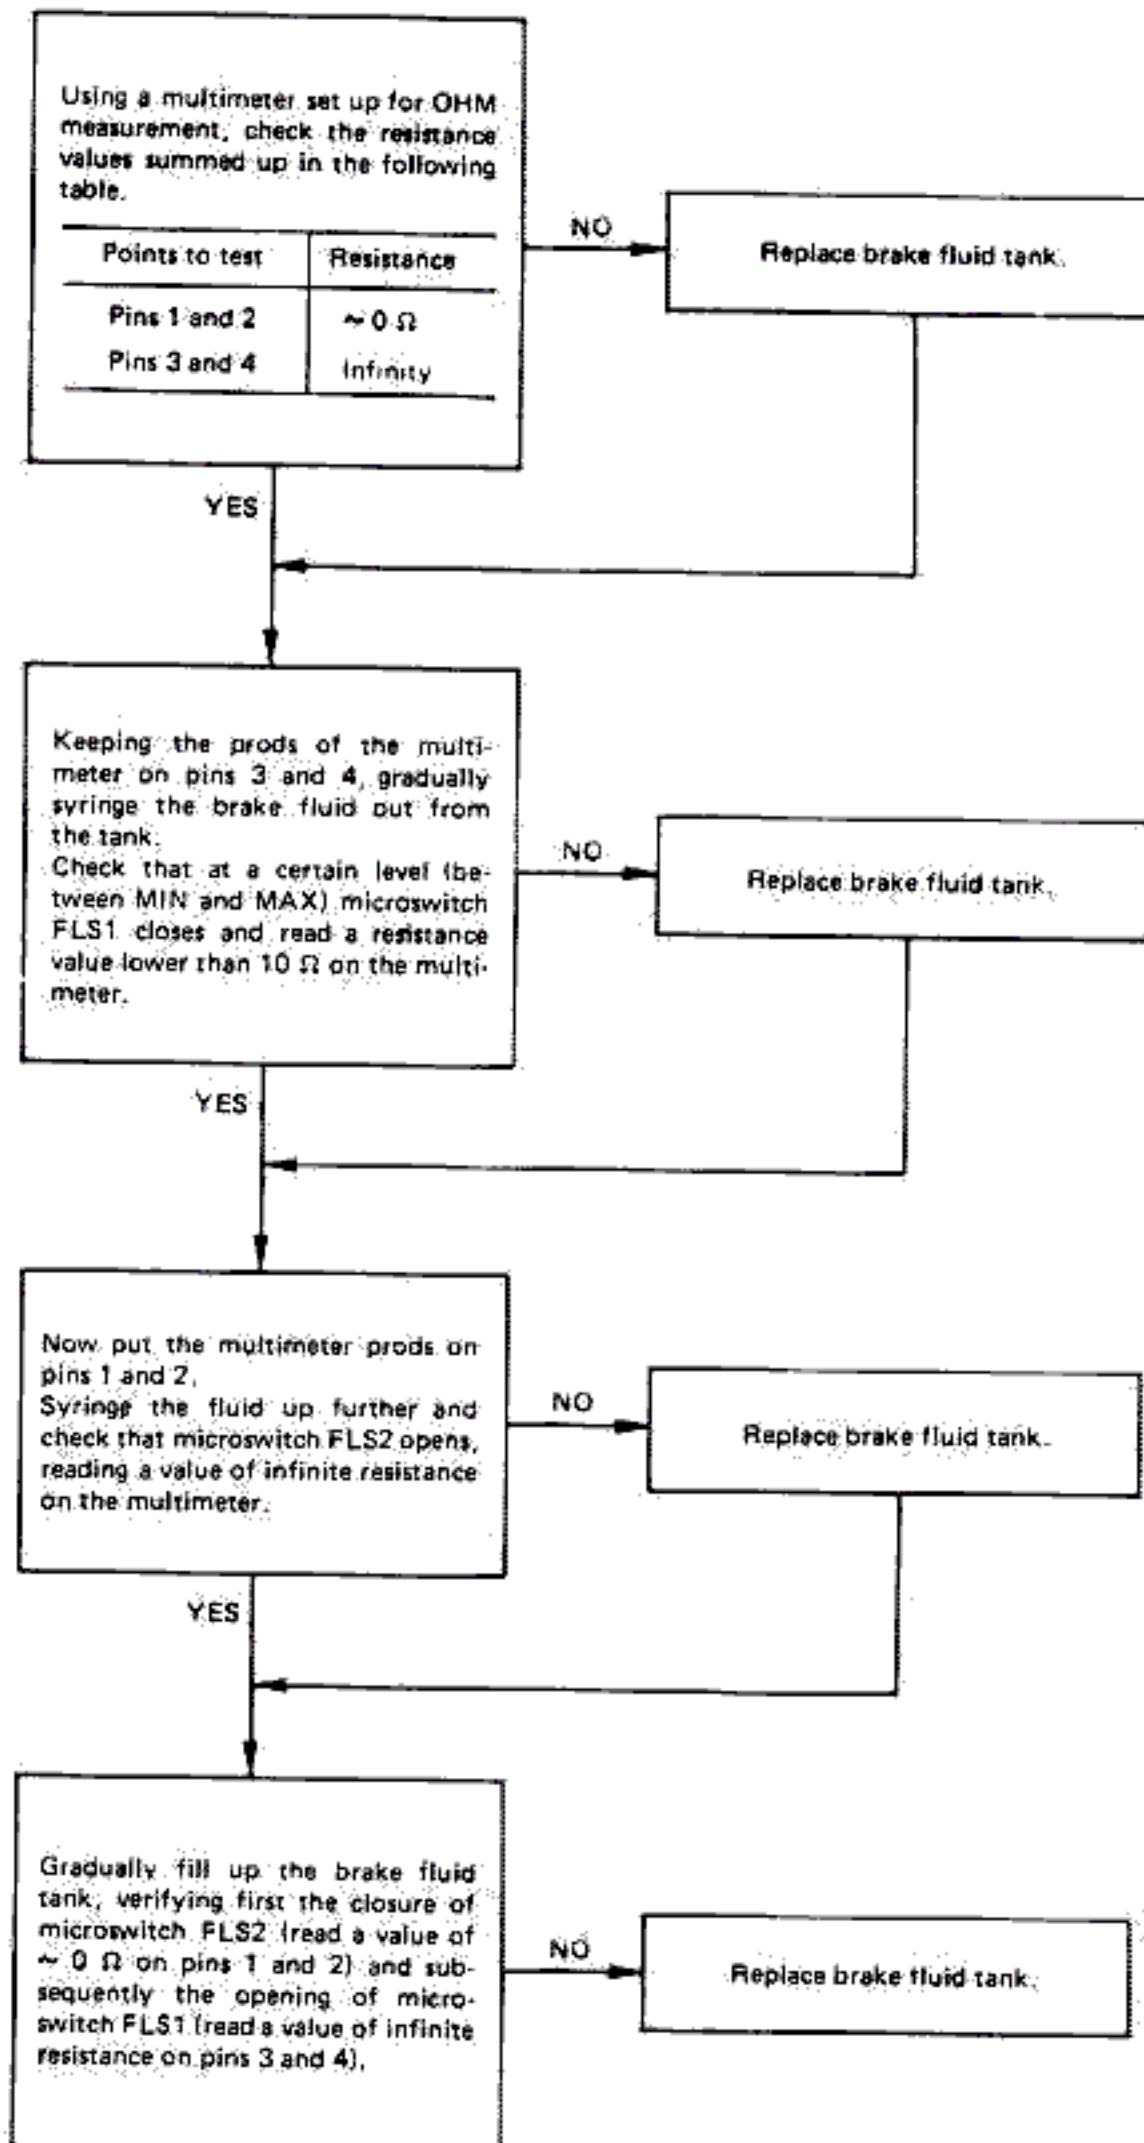 Using a multimeter set up for OHM
measurement, check the resistance
values summed up in the following
table.
Points to test Resistance
Pins 1 and 2 ~ 0 Ω
Pins 3 and 4 Infinity
NO
Replace brake fluid tank.
YES
Keeping the prods of the multi-
meter on pins 3 and 4, gradually
syringe the brake fluid out from
the tank.
Check that at a certain level (be-
tween MIN and MAX) microswitch
FLS1 closes and read a resistance
value lower than 10 Ω on the multi-
meter.
NO
Replace brake fluid tank.
YES
Now put the multimeter prods on
pins 1 and 2.
Syringe the fluid up further and
check that microswitch FLS2 opens,
reading a value of infinite resistance
on the multimeter.
NO
Replace brake fluid tank.
YES
Gradually fill up the brake fluid
tank, verifying first the closure of
microswitch FLS2 (read a value of
~ 0 Ω on pins 1 and 2) and sub-
sequently the opening of micro-
switch FLS1 (read a value of infinite
resistance on pins 3 and 4).
NO
Replace brake fluid tank.